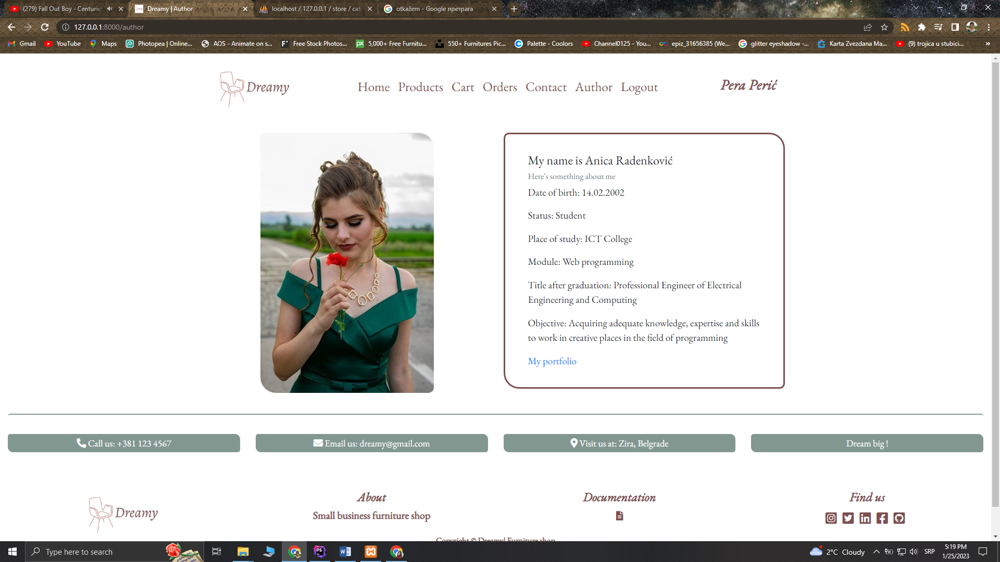 (279) Fall Out Boy - Centurie
Dreamy | Author
localhost / 127.0.0.1 / store / cat
otkažem - Google претрага
127.0.0.1:8000/author
Gmail
YouTube
Maps
Photopea | Online...
AOS - Animate on s...
Free Stock Photos...
5,000+ Free Furnitu...
550+ Furnitures Pic...
Palette - Coolors
Channel0125 - You...
epiz_31656385 (We...
glitter eyeshadow -...
Karta Zvezdana Ma...
(9) trojica u stubici...
Dreamy
Home Products Cart Orders Contact Author Logout
Pera Perić
My name is Anica Radenković
Here's something about me
Date of birth: 14.02.2002
Status: Student
Place of study: ICT College
Module: Web programming
Title after graduation: Professional Engineer of Electrical
Engineering and Computing
Objective: Acquiring adequate knowledge, expertise and skills
to work in creative places in the field of programming
My portfolio
Call us: +381 123 4567
Email us: dreamy@gmail.com
Visit us at: Zira, Belgrade
Dream big !
Dreamy
About
Small business furniture shop
Documentation
Find us
Copyright © Dreamy| Furniture shop
Type here to search
2°C Cloudy
SRP
5:19 PM
1/25/2023